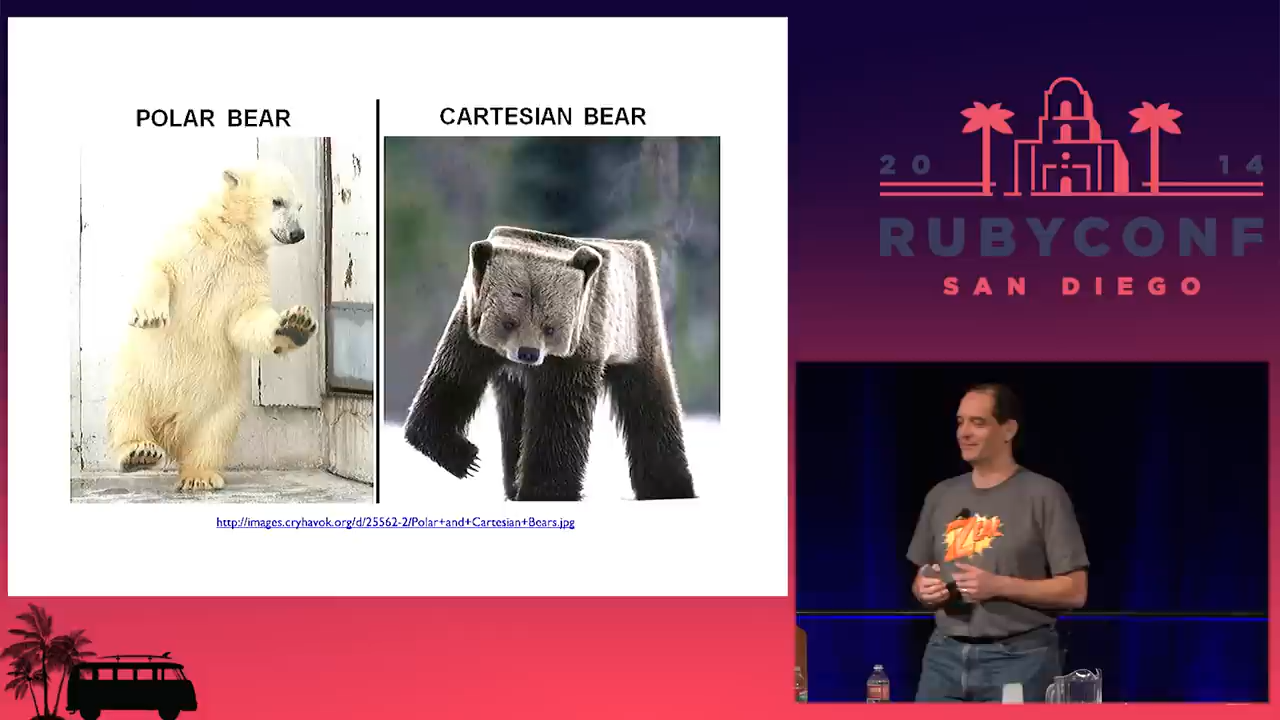 POLAR BEAR
CARTESIAN BEAR
http://images.cryhavok.org/d/25562-2/Polar+and+Cartesian+Bears.jpg
20 14
RUBYCONF
SAN DIEGO